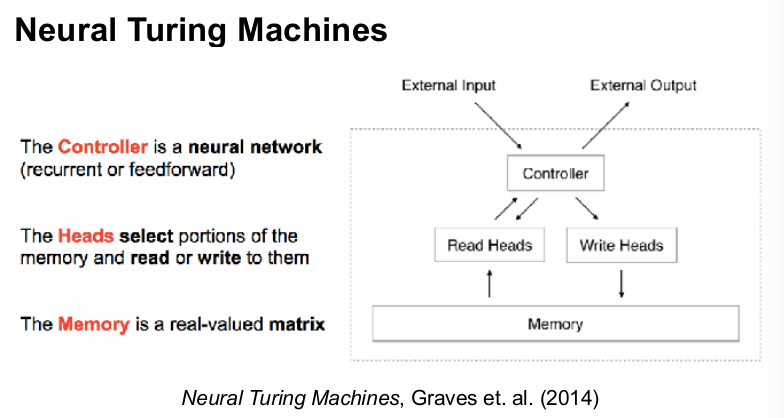 Neural Turing Machines
External Input
External Output
The Controller is a neural network
(recurrent or feedforward)
Controller
The Heads select portions of the
memory and read or write to them
Read Heads
Write Heads
The Memory is a real-valued matrix
Memory
Neural Turing Machines, Graves et. al. (2014)